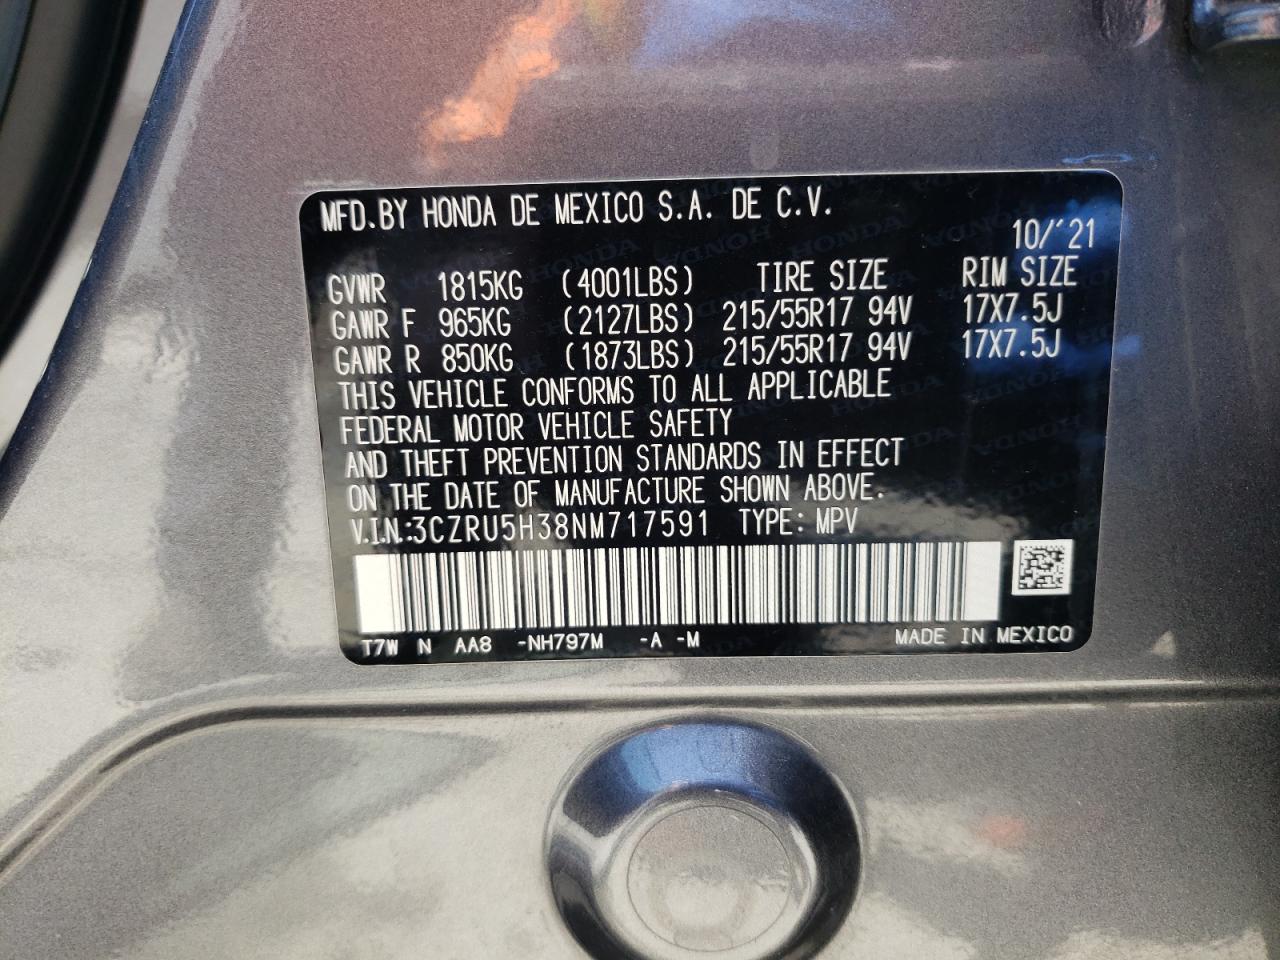 MFD.BY HONDA DE MEXICO S.A. DE C.V.
10/'21
GVWR 1815KG (4001LBS) TIRE SIZE RIM SIZE
GAWR F 965KG (2127LBS) 215/55R17 94V 17X7.5J
GAWR R 850KG (1873LBS) 215/55R17 94V 17X7.5J
THIS VEHICLE CONFORMS TO ALL APPLICABLE
FEDERAL MOTOR VEHICLE SAFETY
AND THEFT PREVENTION STANDARDS IN EFFECT
ON THE DATE OF MANUFACTURE SHOWN ABOVE.
V.I.N.:3CZRU5H38NM717591 TYPE: MPV
T7W N AA8 -NH797M -A -M MADE IN MEXICO